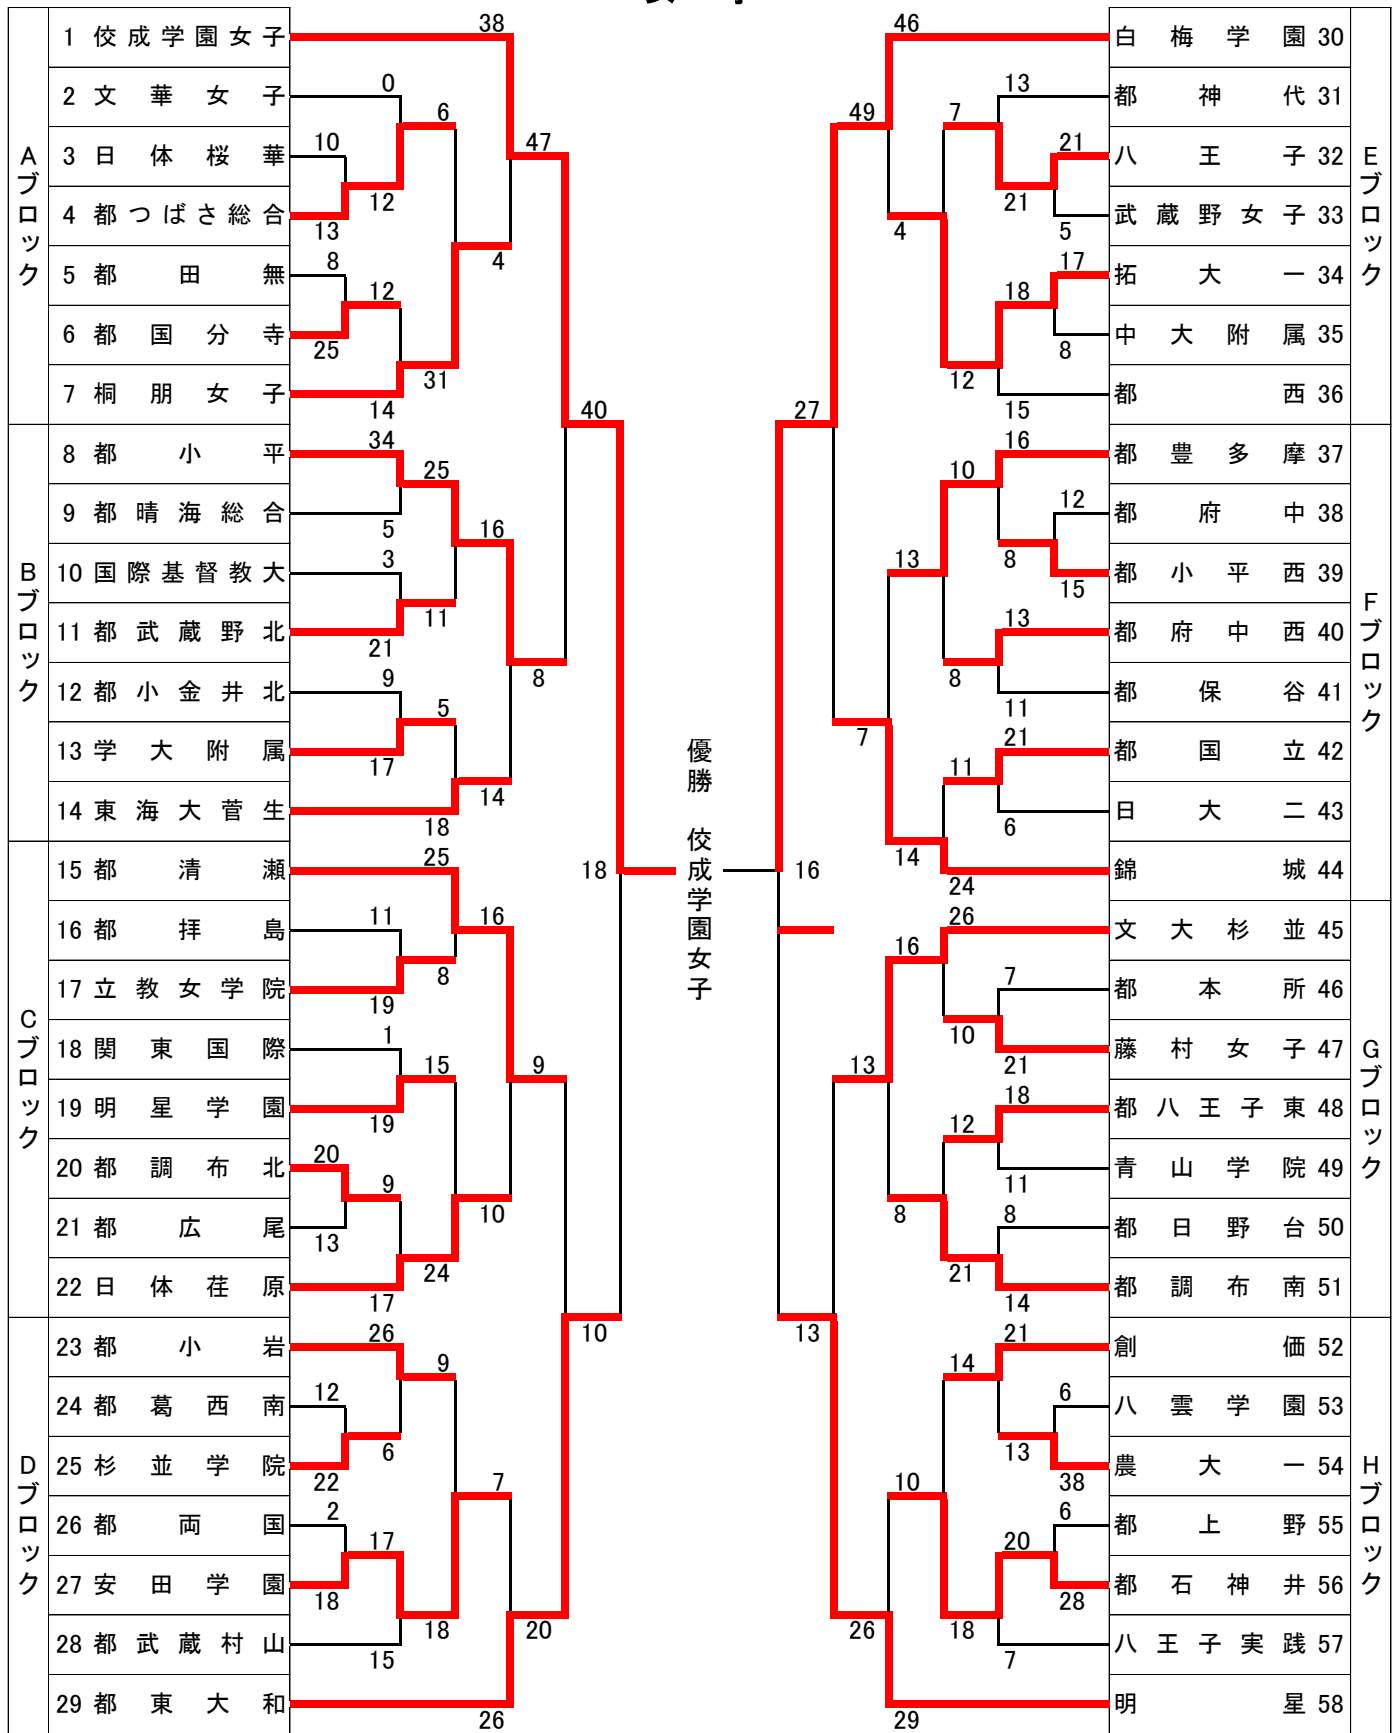 38
46
Aブロック
1 佼成学園女子
2 文華女子
0
6
3 日体桜華
10
47
4 都つばさ総合
13
12
5 都田無
8
4
6 都国分寺
25
12
7 桐朋女子
14
31
40
Bブロック
8 都小平
34
25
9 都晴海総合
5
16
10 国際基督教大
3
11
11 都武蔵野北
21
8
12 都小金井北
9
5
13 学大附属
17
14
14 東海大菅生
18
Cブロック
15 都清瀬
25
18
16 都拝島
11
16
17 立教女学院
19
8
18 関東国際
1
15
9
19 明星学園
19
20 都調布北
20
9
10
21 都広尾
13
24
22 日体荏原
17
10
Dブロック
23 都小岩
26
9
24 都葛西南
12
6
25 杉並学院
22
7
26 都両国
2
17
27 安田学園
18
28 都武蔵村山
15
18
20
29 都東大和
26
優勝 佼成学園女子
Eブロック
白梅学園 30
49
都神代 31
13
7
八王子 32
21
21
武蔵野女子 33
5
4
拓大一 34
17
18
中大附属 35
8
12
都西 36
15
27
Fブロック
都豊多摩 37
16
10
都府中 38
12
都小平西 39
15
8
13
都府中西 40
13
8
都保谷 41
11
7
都国立 42
21
11
日大二 43
6
14
錦城 44
24
16
Gブロック
文大杉並 45
26
16
都本所 46
7
10
藤村女子 47
21
13
都八王子東 48
18
12
青山学院 49
11
8
都日野台 50
8
21
都調布南 51
14
13
Hブロック
創価 52
21
14
八雲学園 53
6
13
農大一 54
38
10
都上野 55
6
20
都石神井 56
28
18
八王子実践 57
7
26
明星 58
29